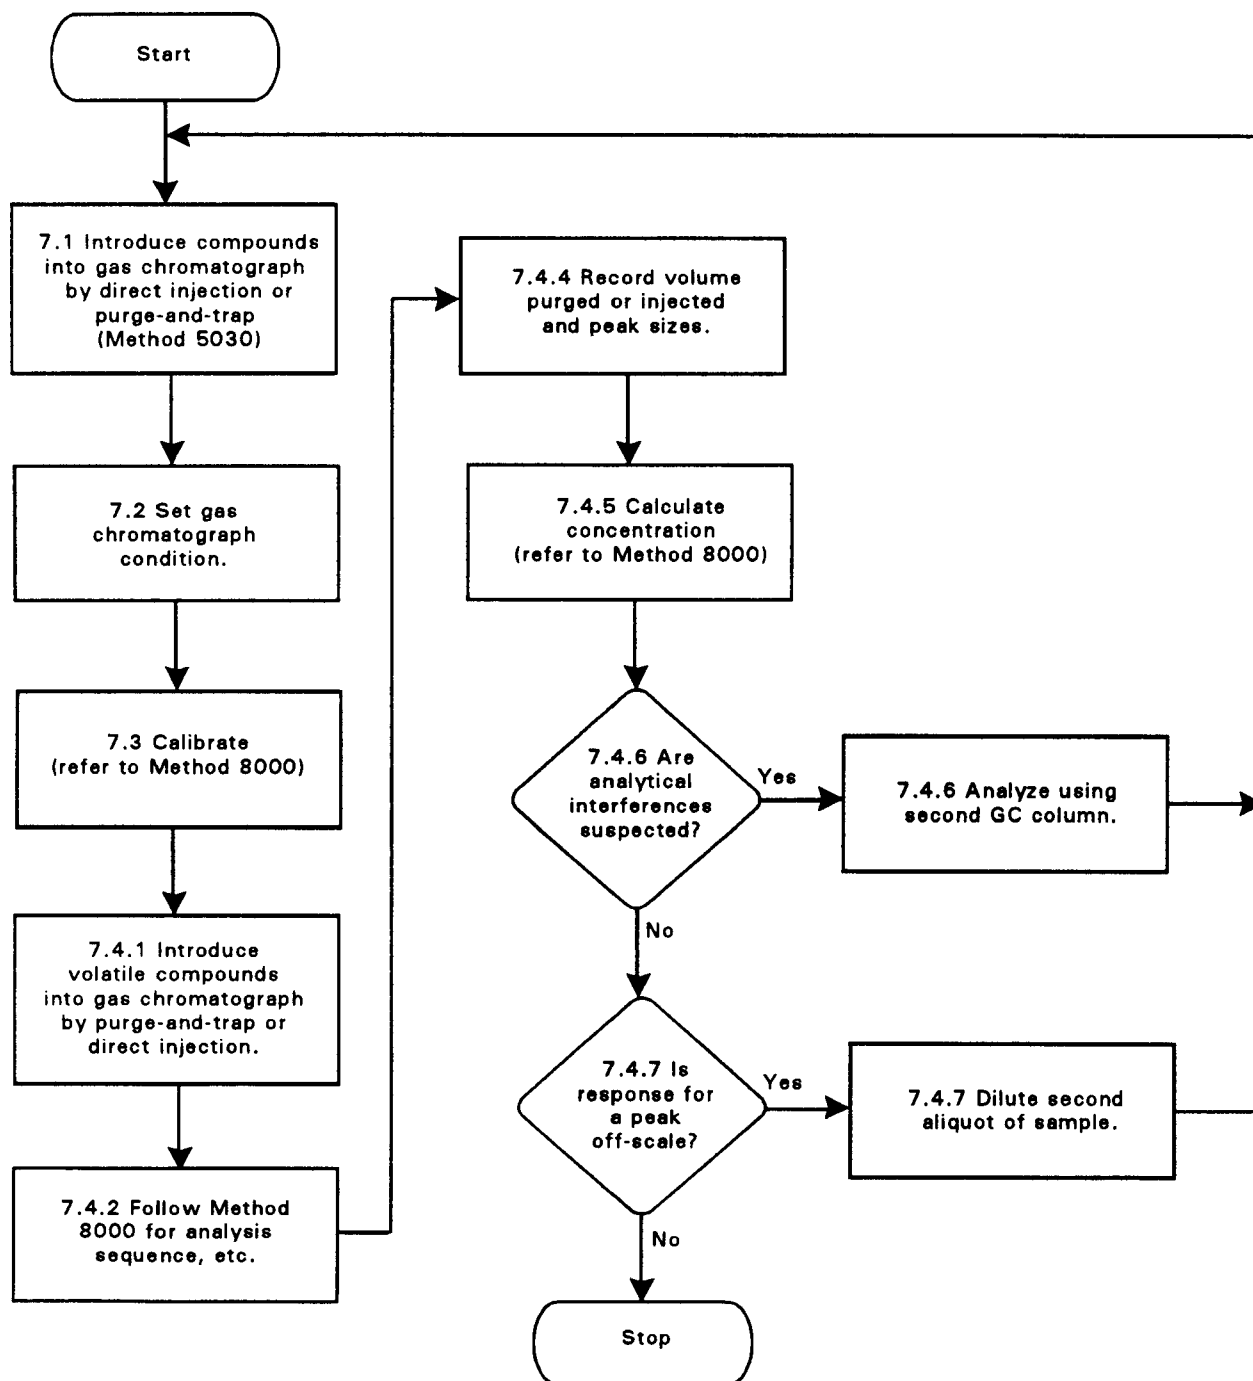 Start
7.1 Introduce compounds
into gas chromatograph
by direct injection or
purge-and-trap
(Method 5030)
7.2 Set gas
chromatograph
condition.
7.3 Calibrate
(refer to Method 8000)
7.4.1 Introduce
volatile compounds
into gas chromatograph
by purge-and-trap or
direct injection.
7.4.2 Follow Method
8000 for analysis
sequence, etc.
7.4.4 Record volume
purged or injected
and peak sizes.
7.4.5 Calculate
concentration
(refer to Method 8000)
7.4.6 Are
analytical
interferences
suspected?
Yes
7.4.6 Analyze using
second GC column.
No
7.4.7 Is
response for
a peak
off-scale?
Yes
7.4.7 Dilute second
aliquot of sample.
No
Stop